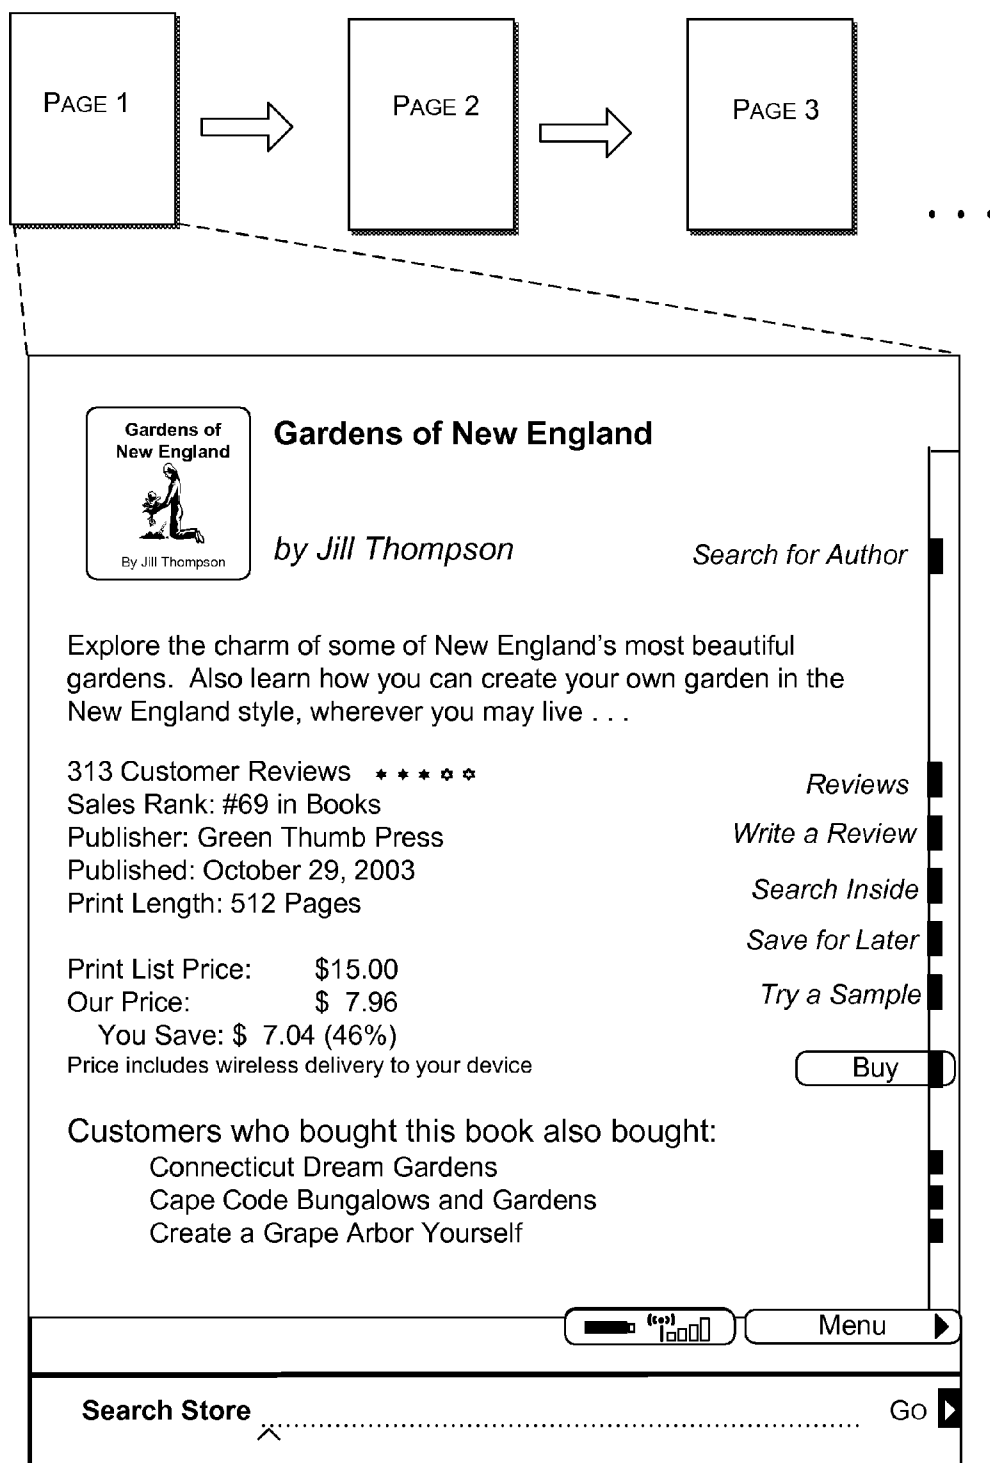 PAGE 1
PAGE 2
PAGE 3
. . .
Gardens of
New England
By Jill Thompson
Gardens of New England
by Jill Thompson
Search for Author
Explore the charm of some of New England's most beautiful
gardens. Also learn how you can create your own garden in the
New England style, wherever you may live . . .
313 Customer Reviews
Sales Rank: #69 in Books
Publisher: Green Thumb Press
Published: October 29, 2003
Print Length: 512 Pages
Reviews
Write a Review
Search Inside
Save for Later
Try a Sample
Print List Price: $15.00
Our Price: $ 7.96
You Save: $ 7.04 (46%)
Price includes wireless delivery to your device
Buy
Customers who bought this book also bought:
Connecticut Dream Gardens
Cape Code Bungalows and Gardens
Create a Grape Arbor Yourself
Menu
Search Store
Go